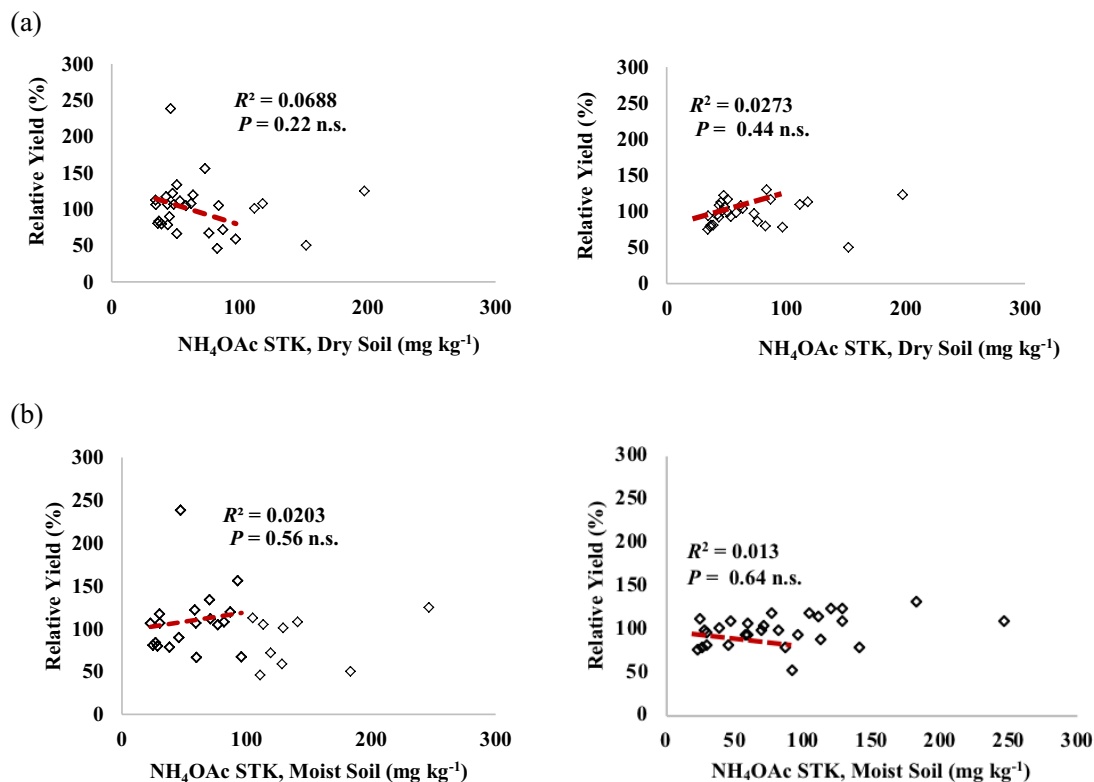 (a)
300
250
200
150
100
50
0
Relative Yield (%)
R² = 0.0688
P = 0.22 n.s.
0 100 200 300
NH₄OAc STK, Dry Soil (mg kg⁻¹)
300
250
200
150
100
50
0
Relative Yield (%)
R² = 0.0273
P = 0.44 n.s.
0 100 200 300
NH₄OAc STK, Dry Soil (mg kg⁻¹)
(b)
300
250
200
150
100
50
0
Relative Yield (%)
R² = 0.0203
P = 0.56 n.s.
0 100 200 300
NH₄OAc STK, Moist Soil (mg kg⁻¹)
300
250
200
150
100
50
0
Relative Yield (%)
R² = 0.013
P = 0.64 n.s.
0 50 100 150 200 250 300
NH₄OAc STK, Moist Soil (mg kg⁻¹)